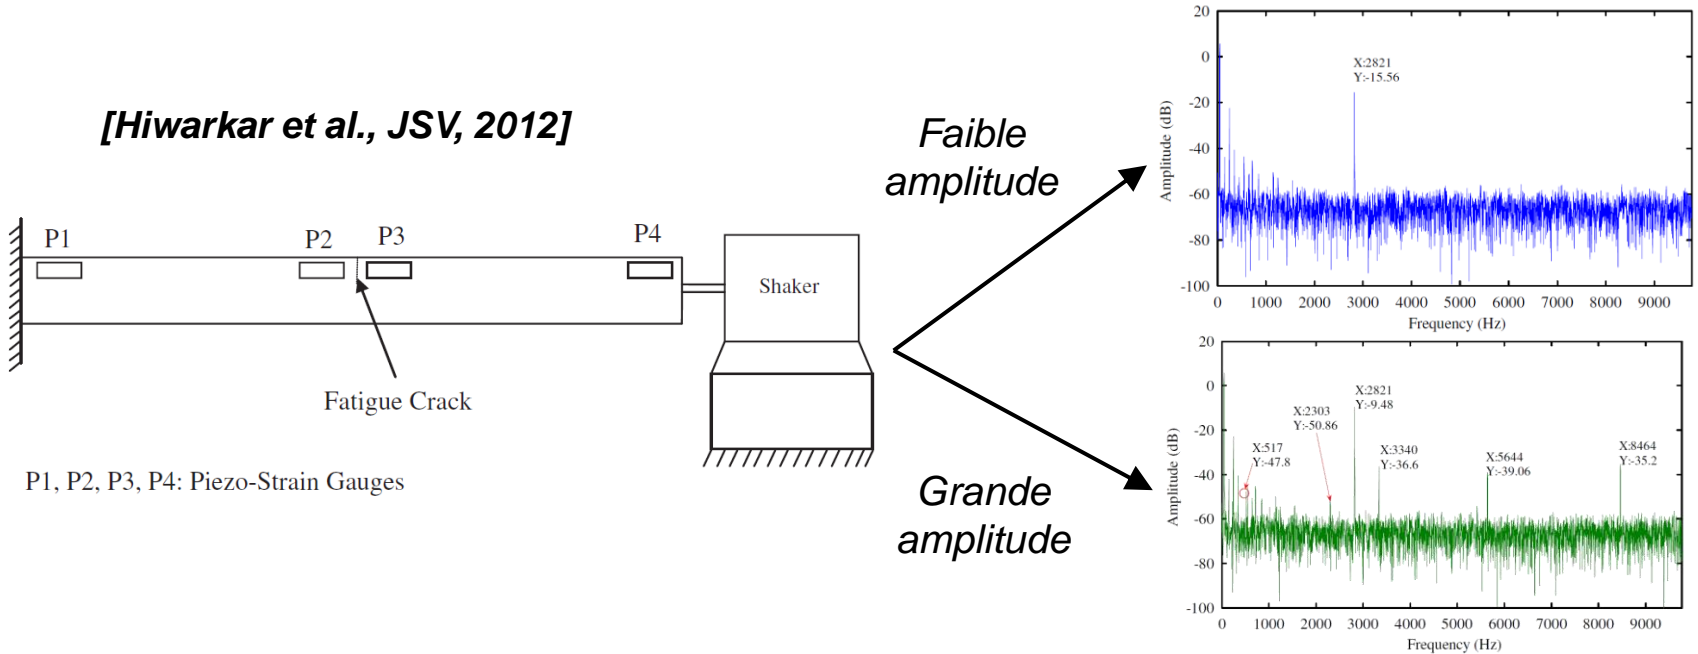 [Hiwarkar et al., JSV, 2012]
P1
P2
P3
P4
Shaker
Fatigue Crack
P1, P2, P3, P4: Piezo-Strain Gauges
Faible
amplitude
Grande
amplitude
20
0
-20
-40
-60
-80
-100
Amplitude (dB)
X:2821
Y:-15.56
0 1000 2000 3000 4000 5000 6000 7000 8000 9000
Frequency (Hz)
20
0
-20
-40
-60
-80
-100
Amplitude (dB)
X:517
Y:-47.8
X:2303
Y:-50.86
X:2821
Y:-9.48
X:3340
Y:-36.6
X:5644
Y:-39.06
X:8464
Y:-35.2
0 1000 2000 3000 4000 5000 6000 7000 8000 9000
Frequency (Hz)